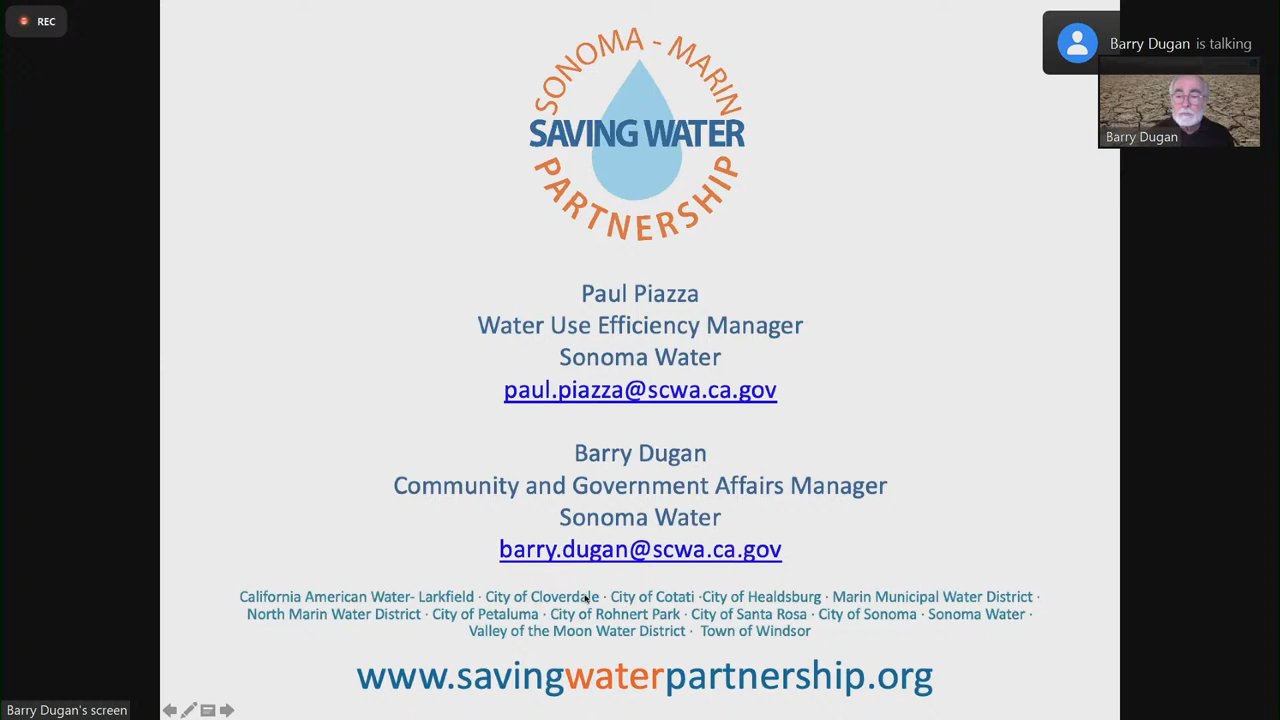 REC
Barry Dugan is talking
Barry Dugan
SONOMA - MARIN
SAVING WATER
PARTNERSHIP
Paul Piazza
Water Use Efficiency Manager
Sonoma Water
paul.piazza@scwa.ca.gov
Barry Dugan
Community and Government Affairs Manager
Sonoma Water
barry.dugan@scwa.ca.gov
California American Water- Larkfield · City of Cloverdale · City of Cotati ·City of Healdsburg · Marin Municipal Water District ·
North Marin Water District · City of Petaluma · City of Rohnert Park · City of Santa Rosa · City of Sonoma · Sonoma Water ·
Valley of the Moon Water District · Town of Windsor
www.savingwaterpartnership.org
Barry Dugan's screen